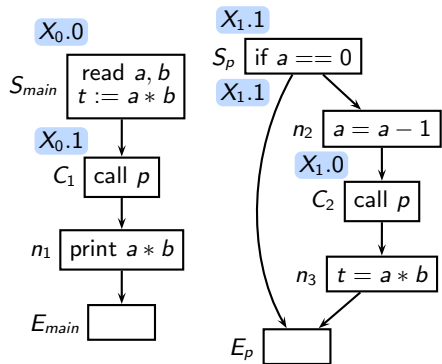 X₀.0
S_main
read a, b
t := a ∗ b
X₀.1
C₁
call p
n₁
print a ∗ b
E_main
X₁.1
S_p
if a == 0
X₁.1
n₂
a = a − 1
X₁.0
C₂
call p
n₃
t = a ∗ b
E_p